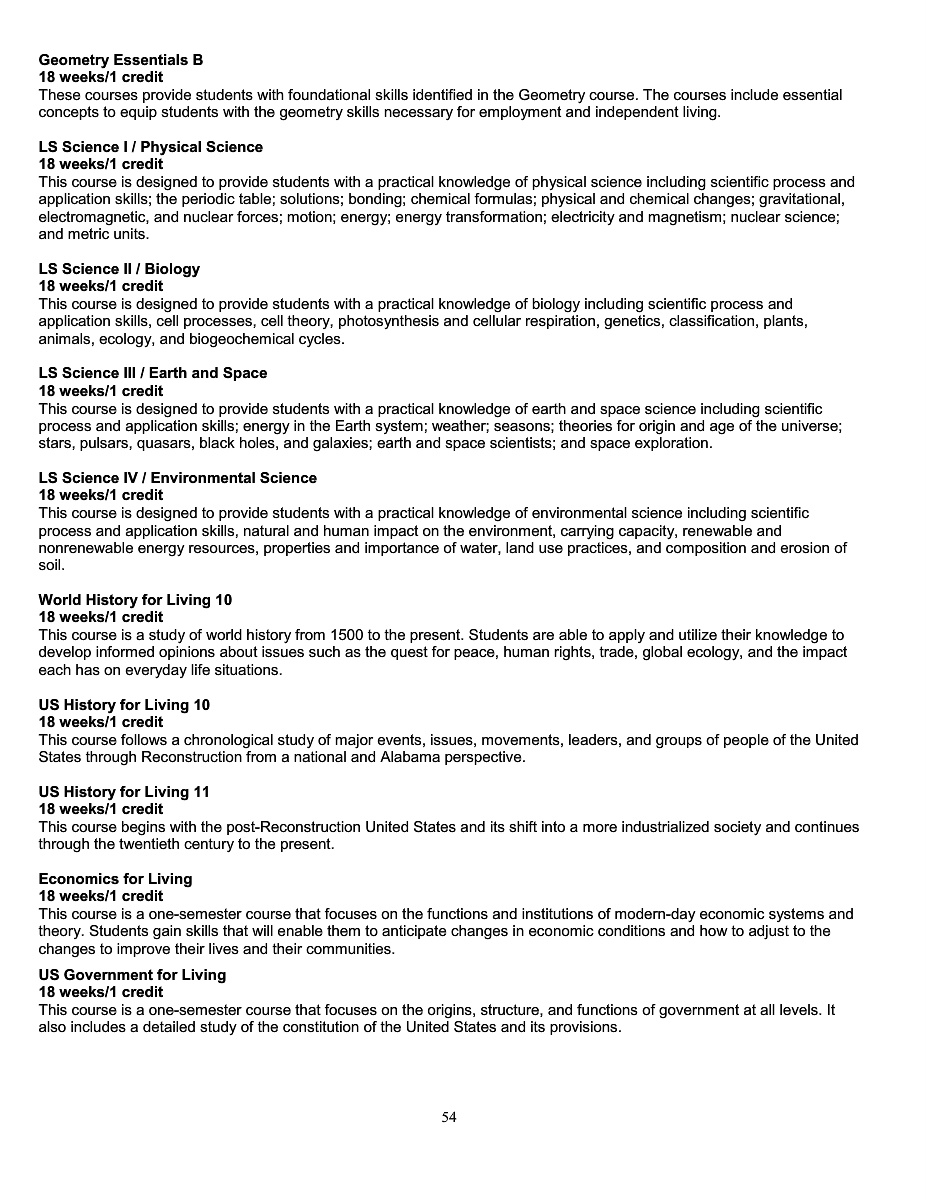 Geometry Essentials B
18 weeks/1 credit
These courses provide students with foundational skills identified in the Geometry course. The courses include essential
concepts to equip students with the geometry skills necessary for employment and independent living.
LS Science I / Physical Science
18 weeks/1 credit
This course is designed to provide students with a practical knowledge of physical science including scientific process and
application skills; the periodic table; solutions; bonding; chemical formulas; physical and chemical changes; gravitational,
electromagnetic, and nuclear forces; motion; energy; energy transformation; electricity and magnetism; nuclear science;
and metric units.
LS Science II / Biology
18 weeks/1 credit
This course is designed to provide students with a practical knowledge of biology including scientific process and
application skills, cell processes, cell theory, photosynthesis and cellular respiration, genetics, classification, plants,
animals, ecology, and biogeochemical cycles.
LS Science III / Earth and Space
18 weeks/1 credit
This course is designed to provide students with a practical knowledge of earth and space science including scientific
process and application skills; energy in the Earth system; weather; seasons; theories for origin and age of the universe;
stars, pulsars, quasars, black holes, and galaxies; earth and space scientists; and space exploration.
LS Science IV / Environmental Science
18 weeks/1 credit
This course is designed to provide students with a practical knowledge of environmental science including scientific
process and application skills, natural and human impact on the environment, carrying capacity, renewable and
nonrenewable energy resources, properties and importance of water, land use practices, and composition and erosion of
soil.
World History for Living 10
18 weeks/1 credit
This course is a study of world history from 1500 to the present. Students are able to apply and utilize their knowledge to
develop informed opinions about issues such as the quest for peace, human rights, trade, global ecology, and the impact
each has on everyday life situations.
US History for Living 10
18 weeks/1 credit
This course follows a chronological study of major events, issues, movements, leaders, and groups of people of the United
States through Reconstruction from a national and Alabama perspective.
US History for Living 11
18 weeks/1 credit
This course begins with the post-Reconstruction United States and its shift into a more industrialized society and continues
through the twentieth century to the present.
Economics for Living
18 weeks/1 credit
This course is a one-semester course that focuses on the functions and institutions of modern-day economic systems and
theory. Students gain skills that will enable them to anticipate changes in economic conditions and how to adjust to the
changes to improve their lives and their communities.
US Government for Living
18 weeks/1 credit
This course is a one-semester course that focuses on the origins, structure, and functions of government at all levels. It
also includes a detailed study of the constitution of the United States and its provisions.
54